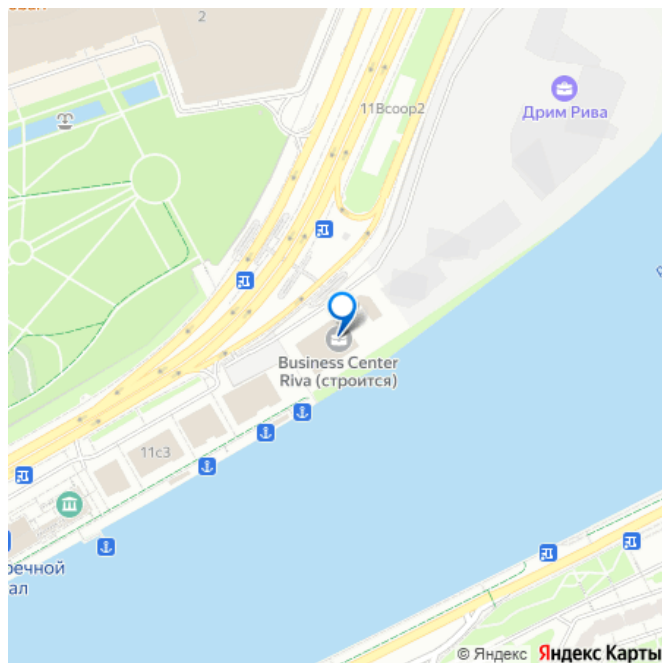 2
11Всоор2
Дрим Рива
Business Center
Riva (строится)
11с3
речной
ал
© Яндекс Яндекс Карты